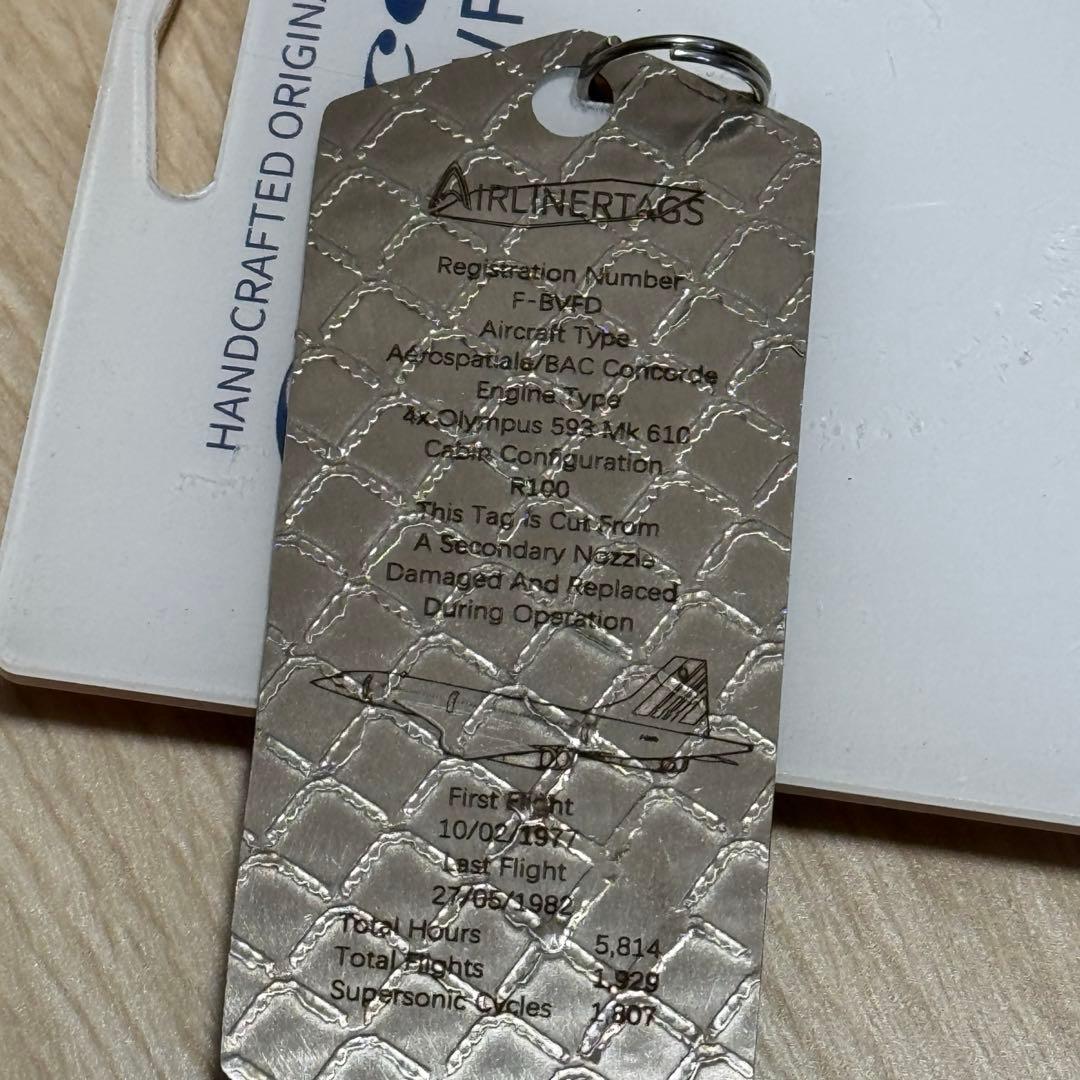 HANDCRAFTED ORIGINA
AIRLINERTAGS
Registration Number
F-BVFD
Aircraft Type
Aérospatiale/BAC Concorde
Engine Type
4x Olympus 593 Mk 610
Cabin Configuration
R100
This Tag Is Cut From
A Secondary Nozzle
Damaged And Replaced
During Operation
First Flight
10/02/1977
Last Flight
27/05/1982
Total Hours 5,814
Total Flights 1,929
Supersonic Cycles 1,807